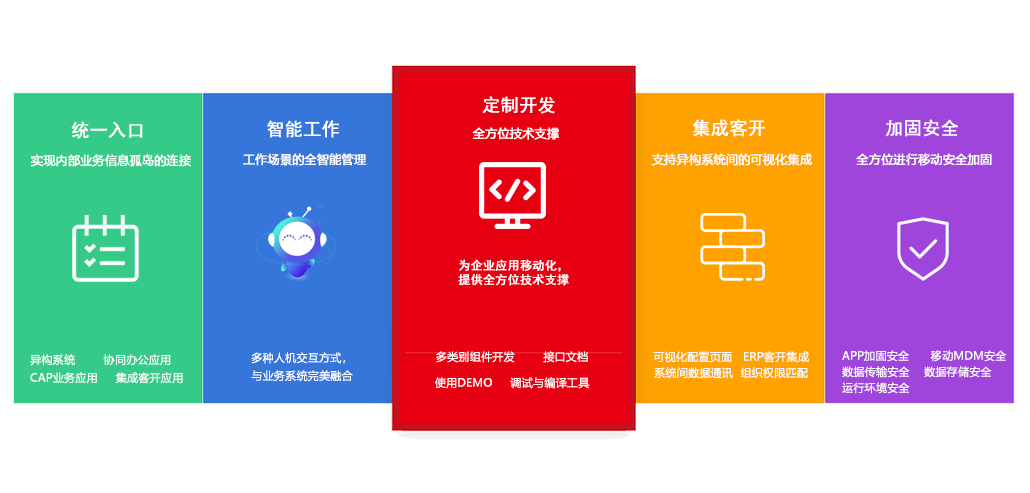 统一入口
实现内部业务信息孤岛的连接
异构系统 协同办公应用
CAP业务应用 集成客开应用
智能工作
工作场景的全智能管理
多种人机交互方式，
与业务系统完美融合
定制开发
全方位技术支撑
为企业应用移动化，
提供全方位技术支撑
多类别组件开发 接口文档
使用DEMO 调试与编译工具
集成客开
支持异构系统间的可视化集成
可视化配置页面 ERP客开集成
系统间数据通讯 组织权限匹配
加固安全
全方位进行移动安全加固
APP加固安全 移动MDM安全
数据传输安全 数据存储安全
运行环境安全